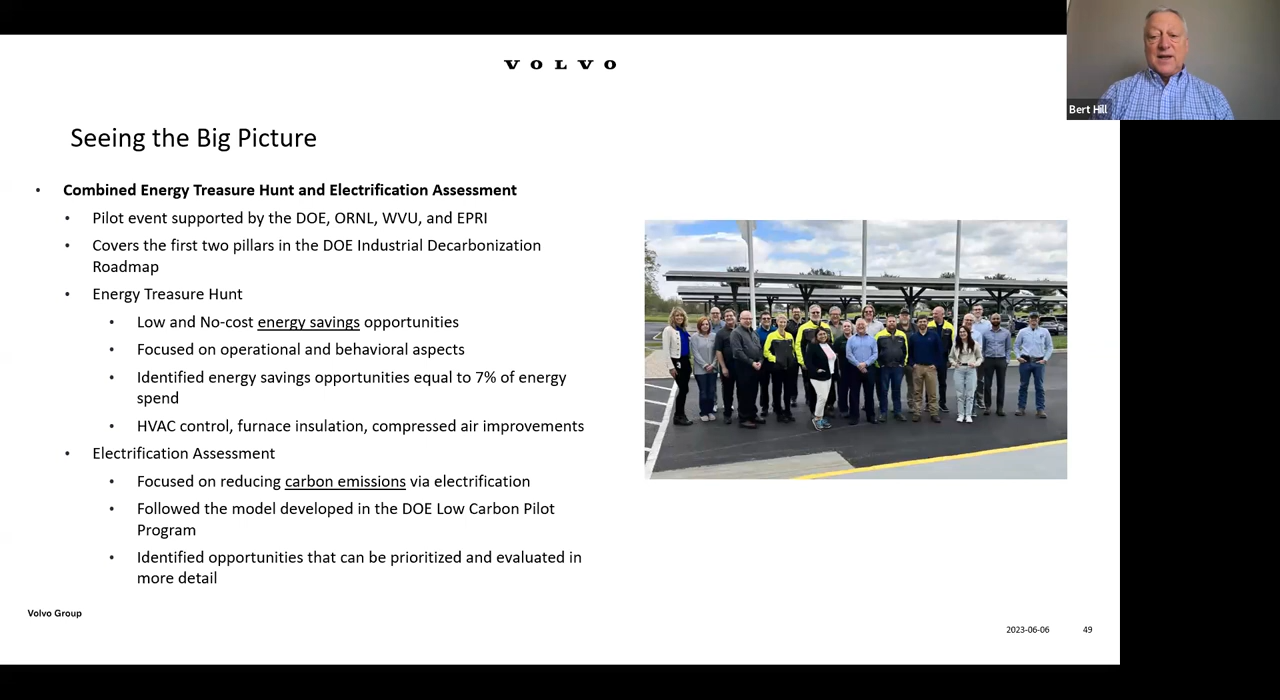 VOLVO
Bert Hill
Seeing the Big Picture
• Combined Energy Treasure Hunt and Electrification Assessment
• Pilot event supported by the DOE, ORNL, WVU, and EPRI
• Covers the first two pillars in the DOE Industrial Decarbonization
Roadmap
• Energy Treasure Hunt
• Low and No-cost energy savings opportunities
• Focused on operational and behavioral aspects
• Identified energy savings opportunities equal to 7% of energy
spend
• HVAC control, furnace insulation, compressed air improvements
• Electrification Assessment
• Focused on reducing carbon emissions via electrification
• Followed the model developed in the DOE Low Carbon Pilot
Program
• Identified opportunities that can be prioritized and evaluated in
more detail
Volvo Group
2023-06-06 49